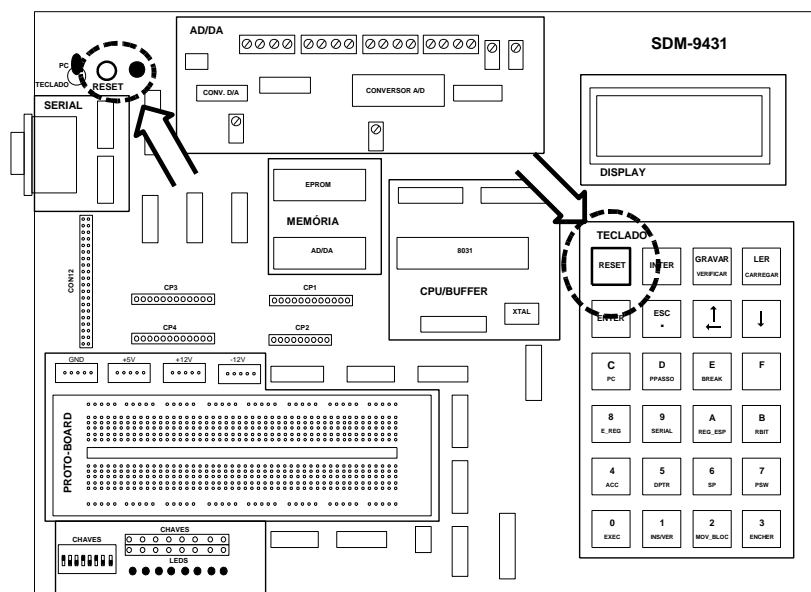 AD/DA
SDM-9431
PC
TECLADO
RESET
SERIAL
CONV. D/A
CONVERSOR A/D
DISPLAY
EPROM
MEMÓRIA
AD/DA
8031
CPU/BUFFER
XTAL
CON12
CP3
CP1
CP4
CP2
TECLADO
RESET
INTER
GRAVAR
VERIFICAR
LER
CARREGAR
ENTER
ESC
.
C
PC
D
PPASSO
E
BREAK
F
8
E_REG
9
SERIAL
A
REG_ESP
B
RBIT
4
ACC
5
DPTR
6
SP
7
PSW
0
EXEC
1
INS/VER
2
MOV_BLOC
3
ENCHER
GND
+5V
+12V
-12V
PROTO-BOARD
CHAVES
CHAVES
LEDS